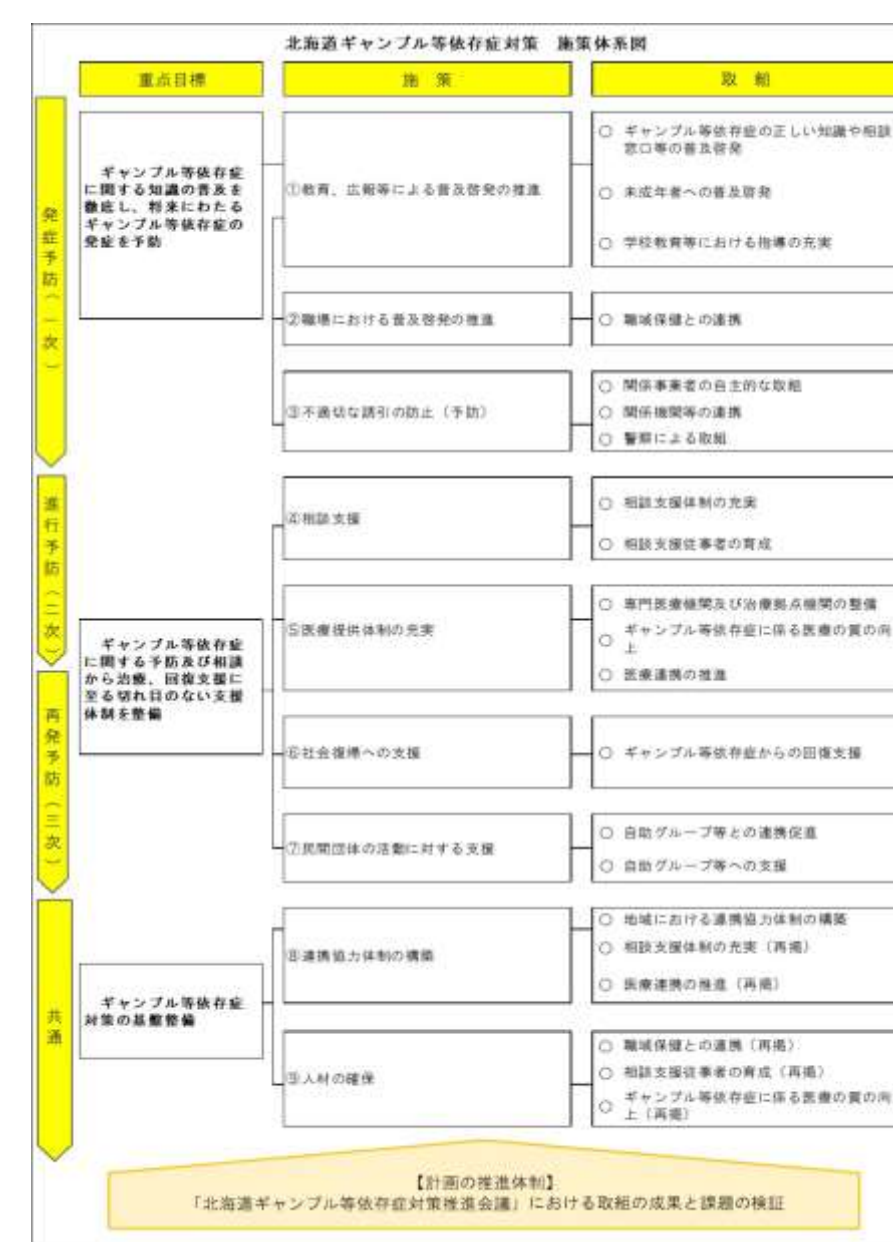 北海道ギャンブル等依存症対策 施策体系図
重点目標
施 策
取 組
発症予防（一次）
ギャンブル等依存症
に関する知識の普及を
徹底し、将来にわたる
ギャンブル等依存症の
発症を予防
①教育、広報等による普及啓発の推進
○ ギャンブル等依存症の正しい知識や相談
窓口等の普及啓発
○ 未成年者への普及啓発
○ 学校教育等における指導の充実
②職場における普及啓発の推進
○ 職域保健との連携
③不適切な誘引の防止（予防）
○ 関係事業者の自主的な取組
○ 関係機関等の連携
○ 警察による取組
進行予防（二次）
再発予防（三次）
ギャンブル等依存症
に関する予防及び相談
から治療、回復支援に
至る切れ目のない支援
体制を整備
④相談支援
○ 相談支援体制の充実
○ 相談支援従事者の育成
⑤医療提供体制の充実
○ 専門医療機関及び治療拠点機関の整備
○ ギャンブル等依存症に係る医療の質の向
上
○ 医療連携の推進
⑥社会復帰への支援
○ ギャンブル等依存症からの回復支援
⑦民間団体の活動に対する支援
○ 自助グループ等との連携促進
○ 自助グループ等への支援
共通
ギャンブル等依存症
対策の基盤整備
⑧連携協力体制の構築
○ 地域における連携協力体制の構築
○ 相談支援体制の充実（再掲）
○ 医療連携の推進（再掲）
⑨人材の確保
○ 職域保健との連携（再掲）
○ 相談支援従事者の育成（再掲）
○ ギャンブル等依存症に係る医療の質の向
上（再掲）
【計画の推進体制】
「北海道ギャンブル等依存症対策推進会議」における取組の成果と課題の検証